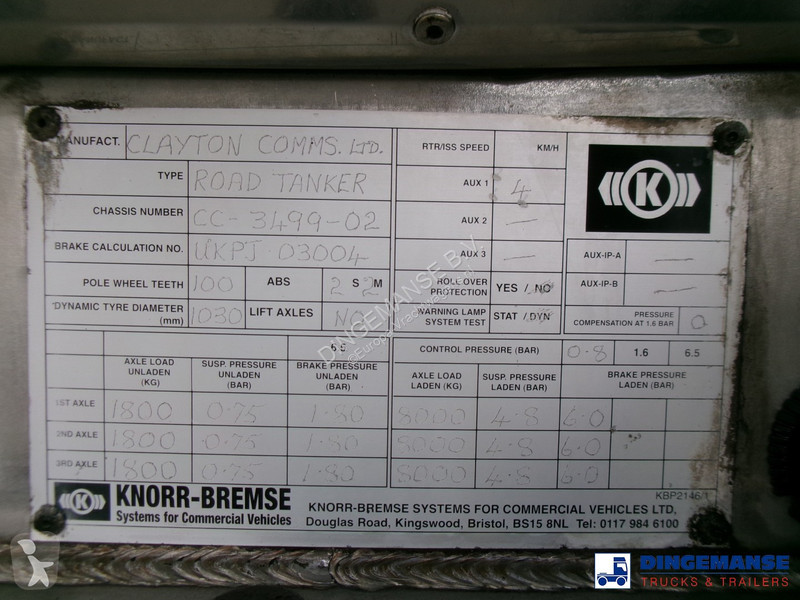 MANUFACT. CLAYTON COMMS. LTD.
TYPE ROAD TANKER
CHASSIS NUMBER CC-3499-02
BRAKE CALCULATION NO. UKPJ 03004
POLE WHEEL TEETH 100 ABS 2 S 2 M
DYNAMIC TYRE DIAMETER (mm) 1030 LIFT AXLES NO
RTR/ISS SPEED KM/H
AUX 1 4
AUX 2 —
AUX 3 —
ROLE OVER PROTECTION YES / NO
WARNING LAMP SYSTEM TEST STAT / DYN
K
AUX-IP-A —
AUX-IP-B —
PRESSURE COMPENSATION AT 1.6 BAR 0
6.5
CONTROL PRESSURE (BAR) 0.8 1.6 6.5
AXLE LOAD UNLADEN (KG) SUSP. PRESSURE UNLADEN (BAR) BRAKE PRESSURE UNLADEN (BAR) AXLE LOAD LADEN (KG) SUSP. PRESSURE LADEN (BAR) BRAKE PRESSURE LADEN (BAR)
1ST AXLE 1800 0.75 1.80 8000 4.8 6.0
2ND AXLE 1800 0.75 1.80 8000 4.8 6.0
3RD AXLE 1800 0.75 1.80 8000 4.8 6.0
KBP2146/1
K KNORR-BREMSE
Systems for Commercial Vehicles
KNORR-BREMSE SYSTEMS FOR COMMERCIAL VEHICLES LTD,
Douglas Road, Kingswood, Bristol, BS15 8NL Tel: 0117 984 6100
DINGEMANSE B.V.
DINGEMANSE
TRUCKS & TRAILERS